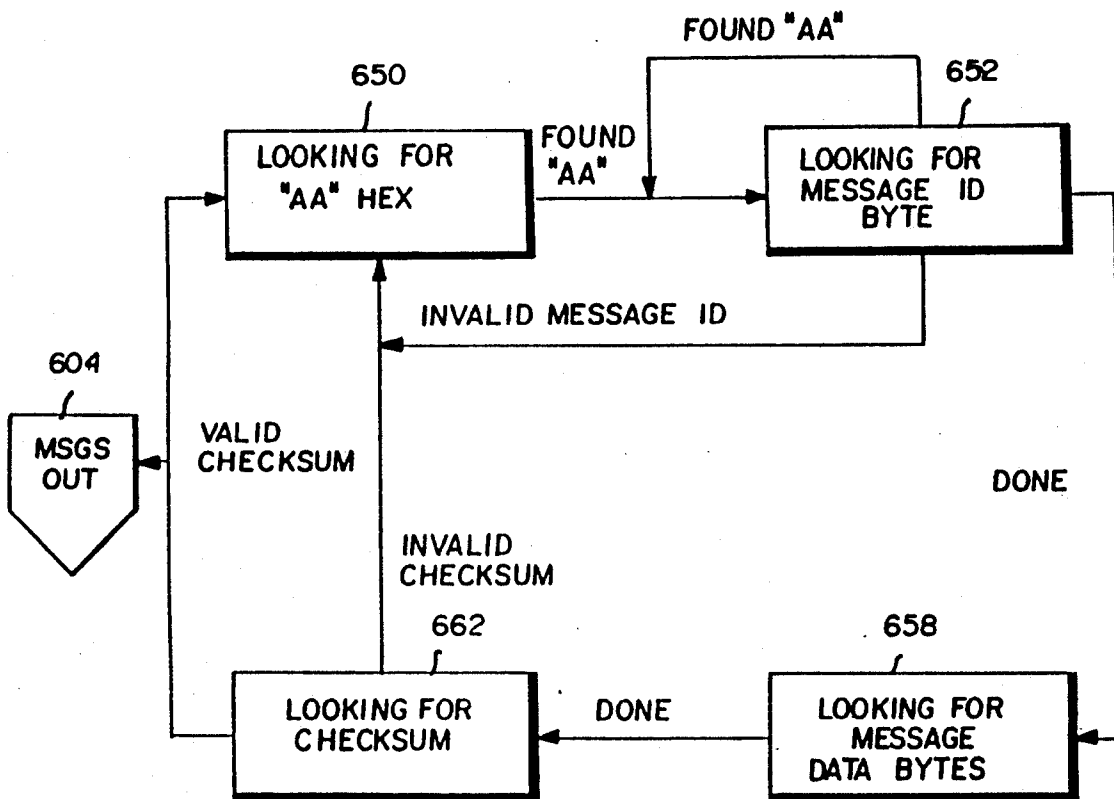 FOUND "AA"
650
652
LOOKING FOR
"AA" HEX
FOUND
"AA"
LOOKING FOR
MESSAGE ID
BYTE
INVALID MESSAGE ID
604
MSGS
OUT
VALID
CHECKSUM
DONE
INVALID
CHECKSUM
662
658
LOOKING FOR
CHECKSUM
DONE
LOOKING FOR
MESSAGE
DATA BYTES